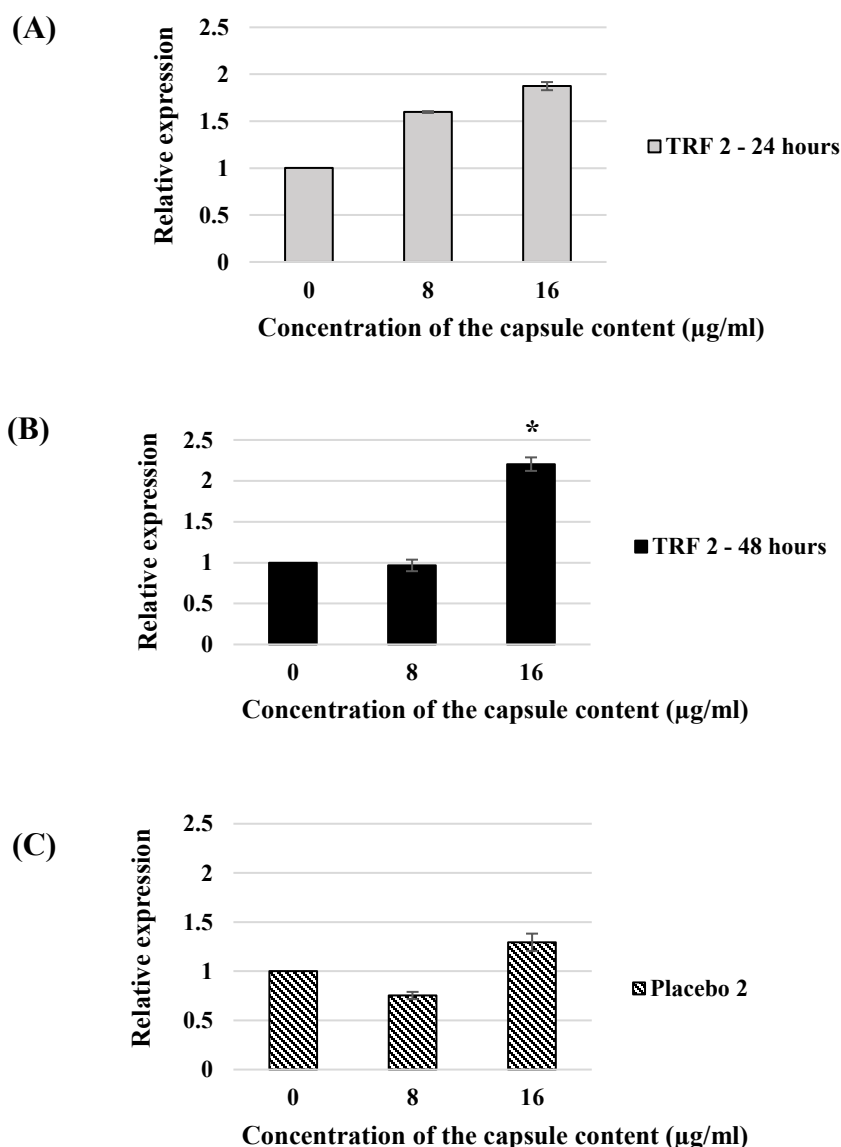 (A)
Relative expression
2.5
2
1.5
1
0.5
0
0 8 16
Concentration of the capsule content (µg/ml)
TRF 2 - 24 hours
(B)
Relative expression
*
2.5
2
1.5
1
0.5
0
0 8 16
Concentration of the capsule content (µg/ml)
TRF 2 - 48 hours
(C)
Relative expression
2.5
2
1.5
1
0.5
0
0 8 16
Concentration of the capsule content (µg/ml)
Placebo 2